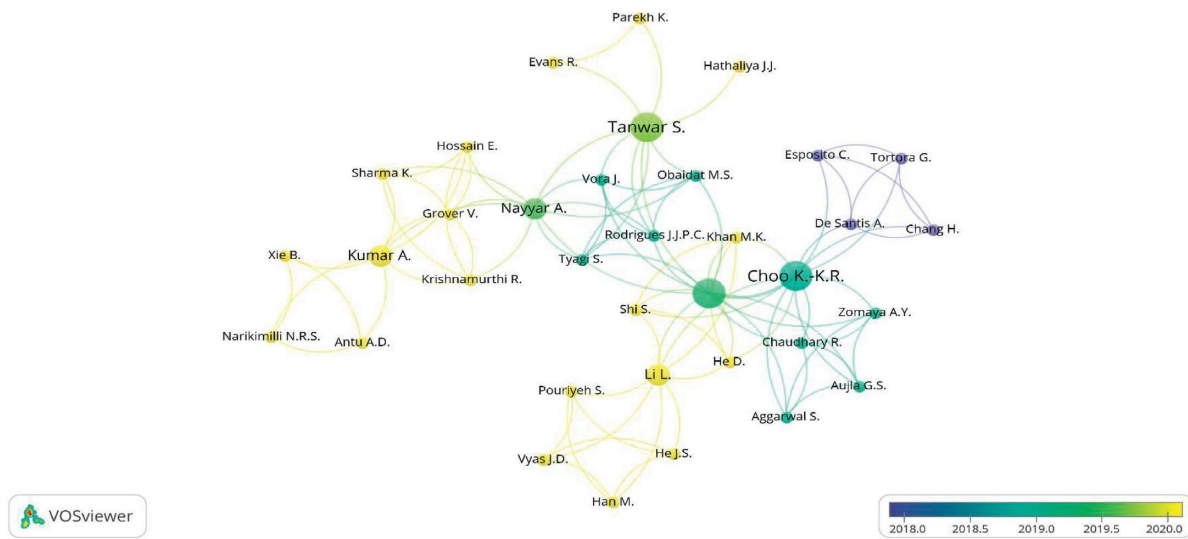 Parekh K.
Evans R.
Hathaliya J.J.
Tanwar S.
Hossain E.
Esposito C.
Tortora G.
Sharma K.
Vora J.
Obaidat M.S.
Grover V.
Nayyar A.
De Santis A.
Chang H.
Rodrigues J.J.P.C.
Khan M.K.
Xie B.
Kumar A.
Tyagi S.
Krishnamurthi R.
Choo K.-K.R.
Shi S.
Zomaya A.Y.
Narikimilli N.R.S.
Antu A.D.
Chaudhary R.
He D.
Li L.
Pouriyeh S.
Aujla G.S.
Aggarwal S.
Vyas J.D.
He J.S.
Han M.
VOSviewer
2018.0 2018.5 2019.0 2019.5 2020.0